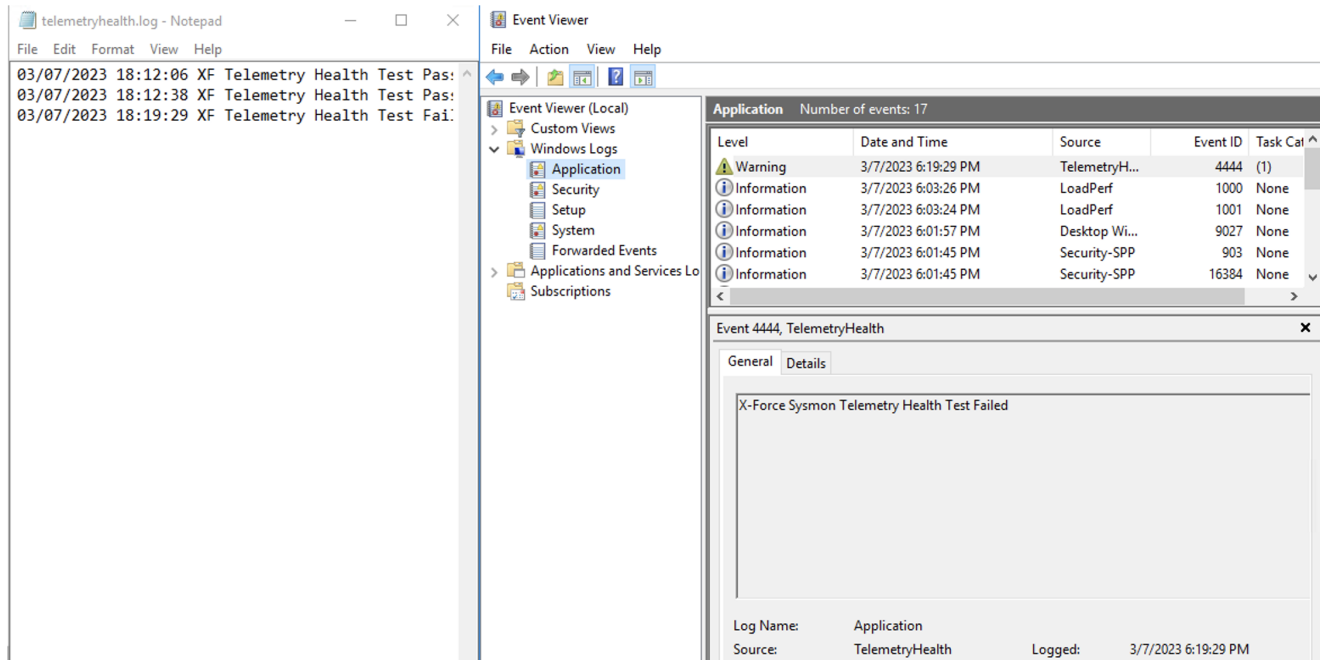 telemetryhealth.log - Notepad
File Edit Format View Help
03/07/2023 18:12:06 XF Telemetry Health Test
03/07/2023 18:12:38 XF Telemetry Health Test
03/07/2023 18:19:29 XF Telemetry Health Test
Event Viewer
File Action View Help
Event Viewer (Local)
Custom Views
Windows Logs
Application
Security
Setup
System
Forwarded Events
Applications and Services Lo
Subscriptions
Application Number of events: 17
Level Date and Time Source Event ID Task Cat
Warning 3/7/2023 6:19:29 PM TelemetryH... 4444 (1)
Information 3/7/2023 6:03:26 PM LoadPerf 1000 None
Information 3/7/2023 6:03:24 PM LoadPerf 1001 None
Information 3/7/2023 6:01:57 PM Desktop Wi... 9027 None
Information 3/7/2023 6:01:45 PM Security-SPP 903 None
Information 3/7/2023 6:01:45 PM Security-SPP 16384 None
Event 4444, TelemetryHealth
General Details
X-Force Sysmon Telemetry Health Test Failed
Log Name: Application
Source: TelemetryHealth Logged: 3/7/2023 6:19:29 PM